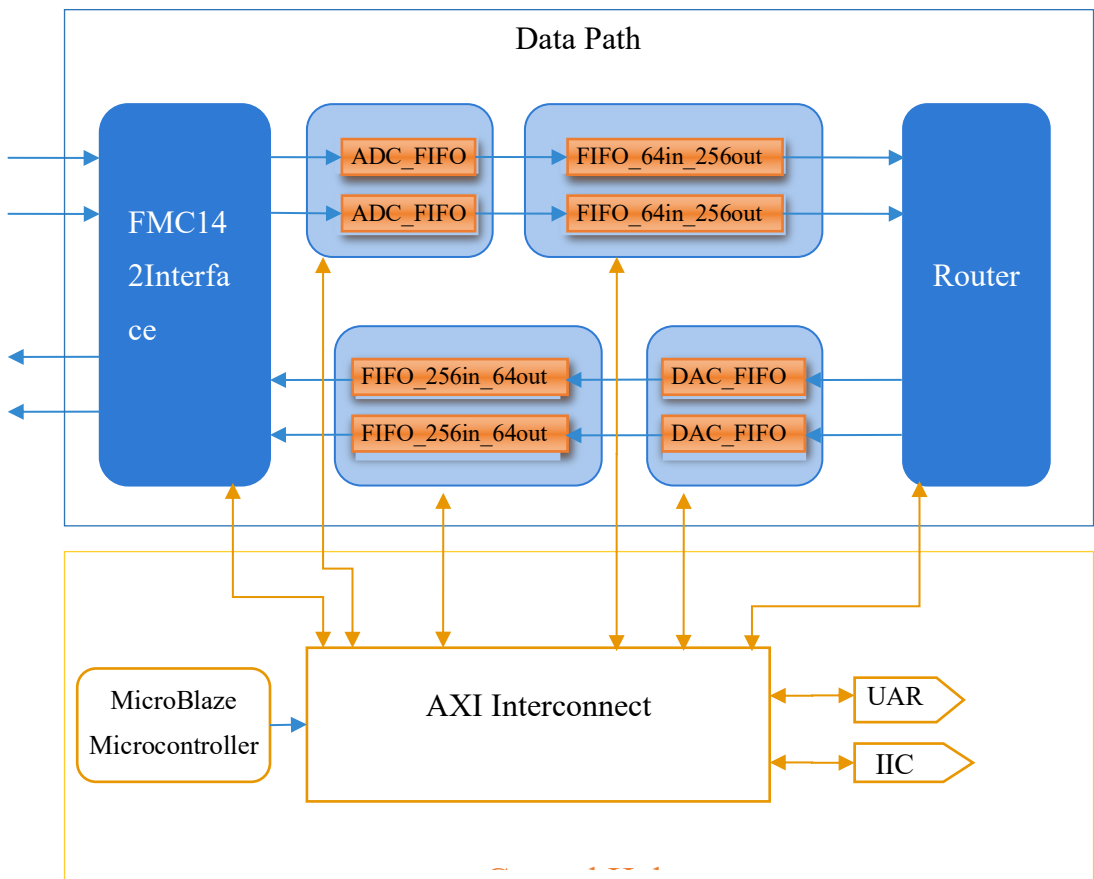 Data Path
ADC_FIFO
FIFO_64in_256out
ADC_FIFO
FIFO_64in_256out
FMC14
2Interfa
ce
Router
FIFO_256in_64out
DAC_FIFO
FIFO_256in_64out
DAC_FIFO
MicroBlaze
Microcontroller
AXI Interconnect
UAR
IIC